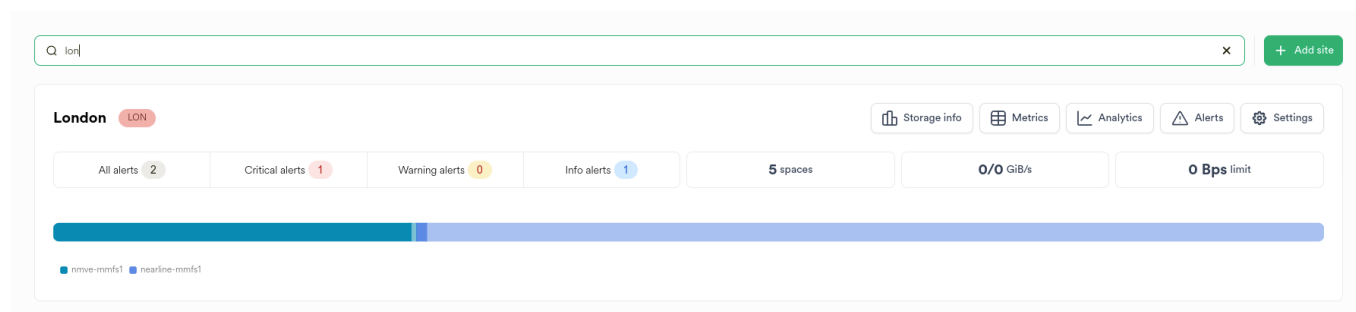 lon
Add site
London LON
Storage info Metrics Analytics Alerts Settings
All alerts 2 Critical alerts 1 Warning alerts 0 Info alerts 1 5 spaces 0/0 GiB/s 0 Bps limit
nmve-mmfs1 nearline-mmfs1